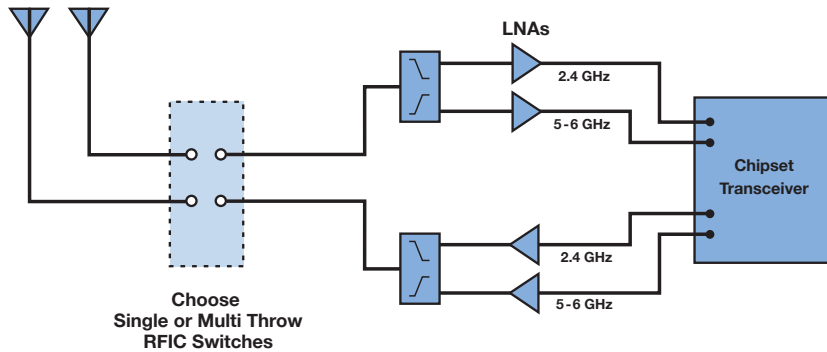 LNAs
2.4 GHz
5-6 GHz
Chipset
Transceiver
2.4 GHz
5-6 GHz
Choose
Single or Multi Throw
RFIC Switches